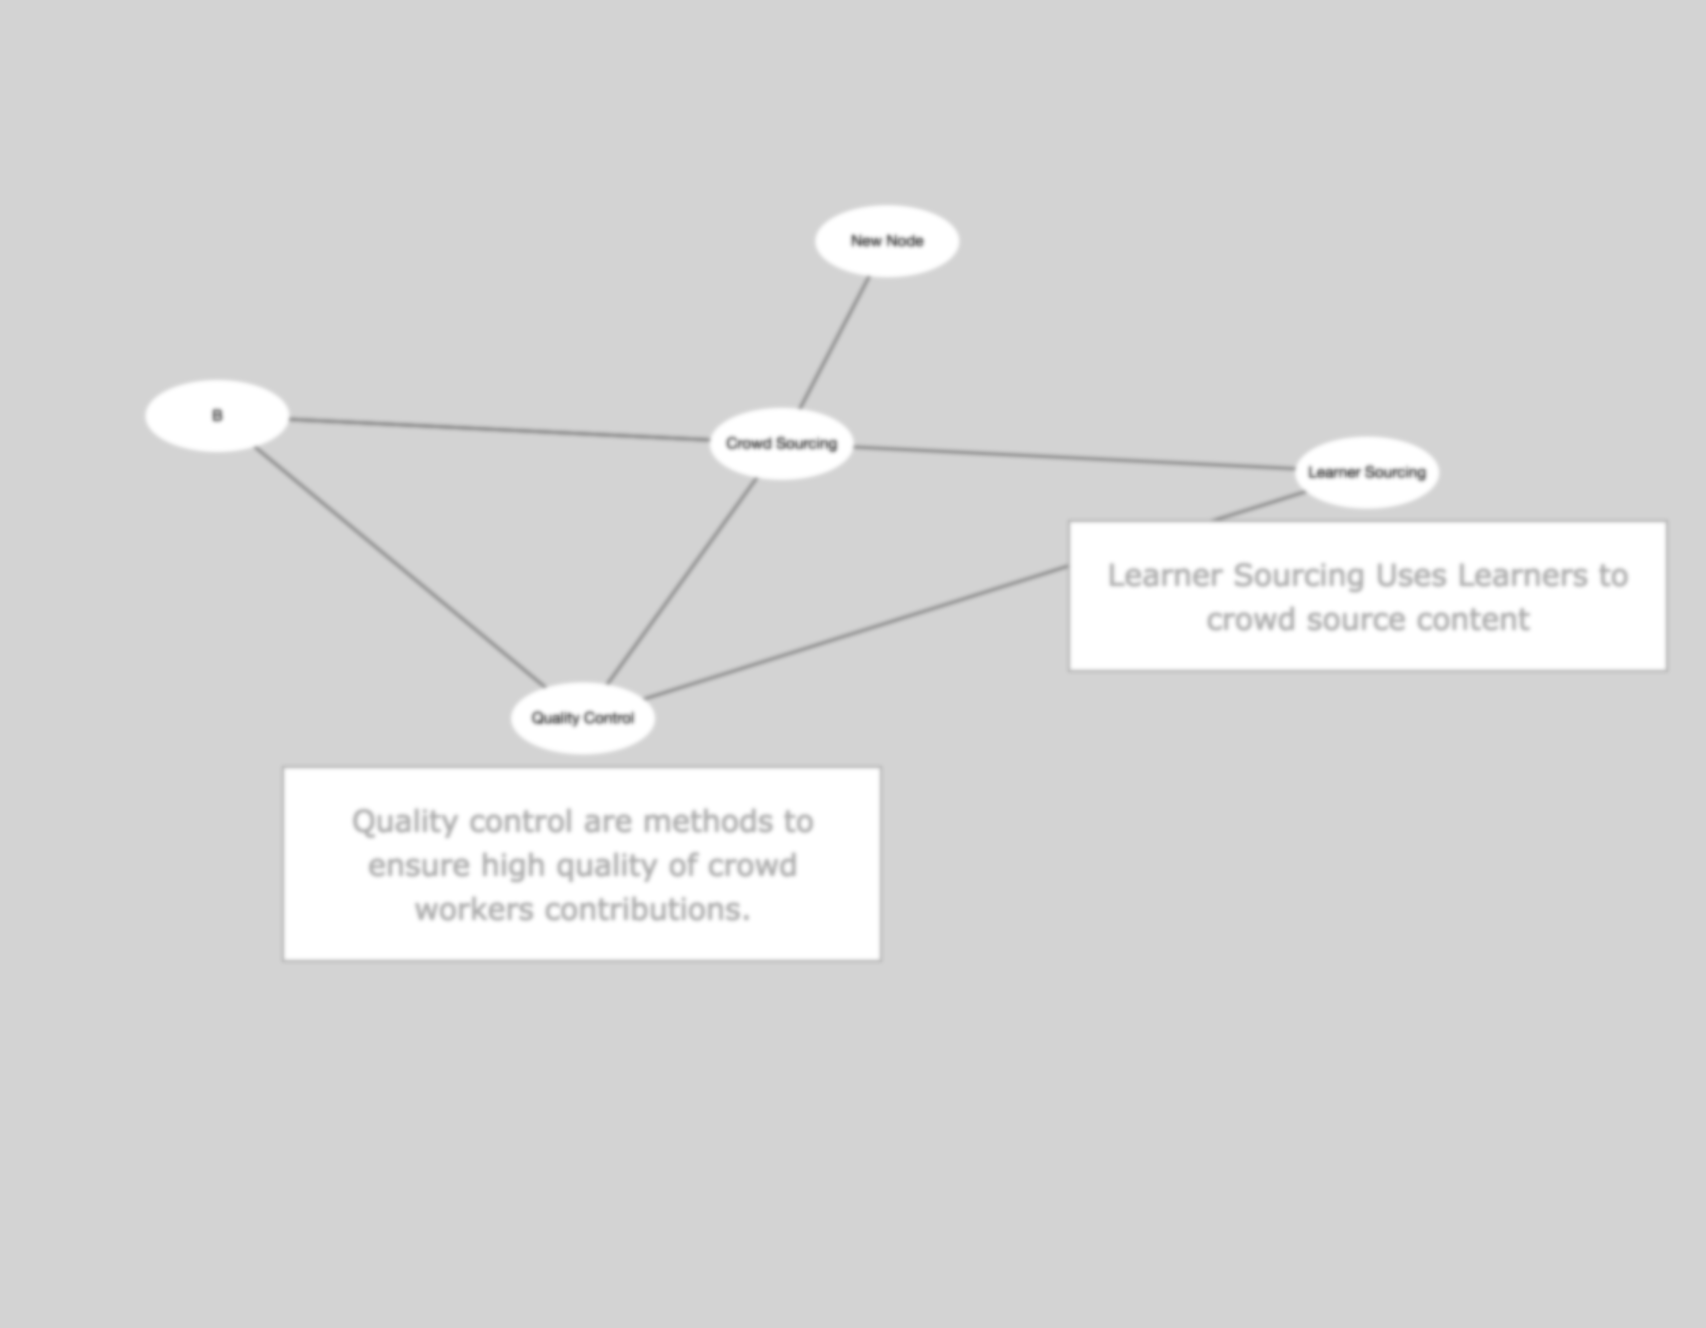 New Node
B
Crowd Sourcing
Learner Sourcing
Learner Sourcing Uses Learners to
crowd source content
Quality Control
Quality control are methods to
ensure high quality of crowd
workers contributions.